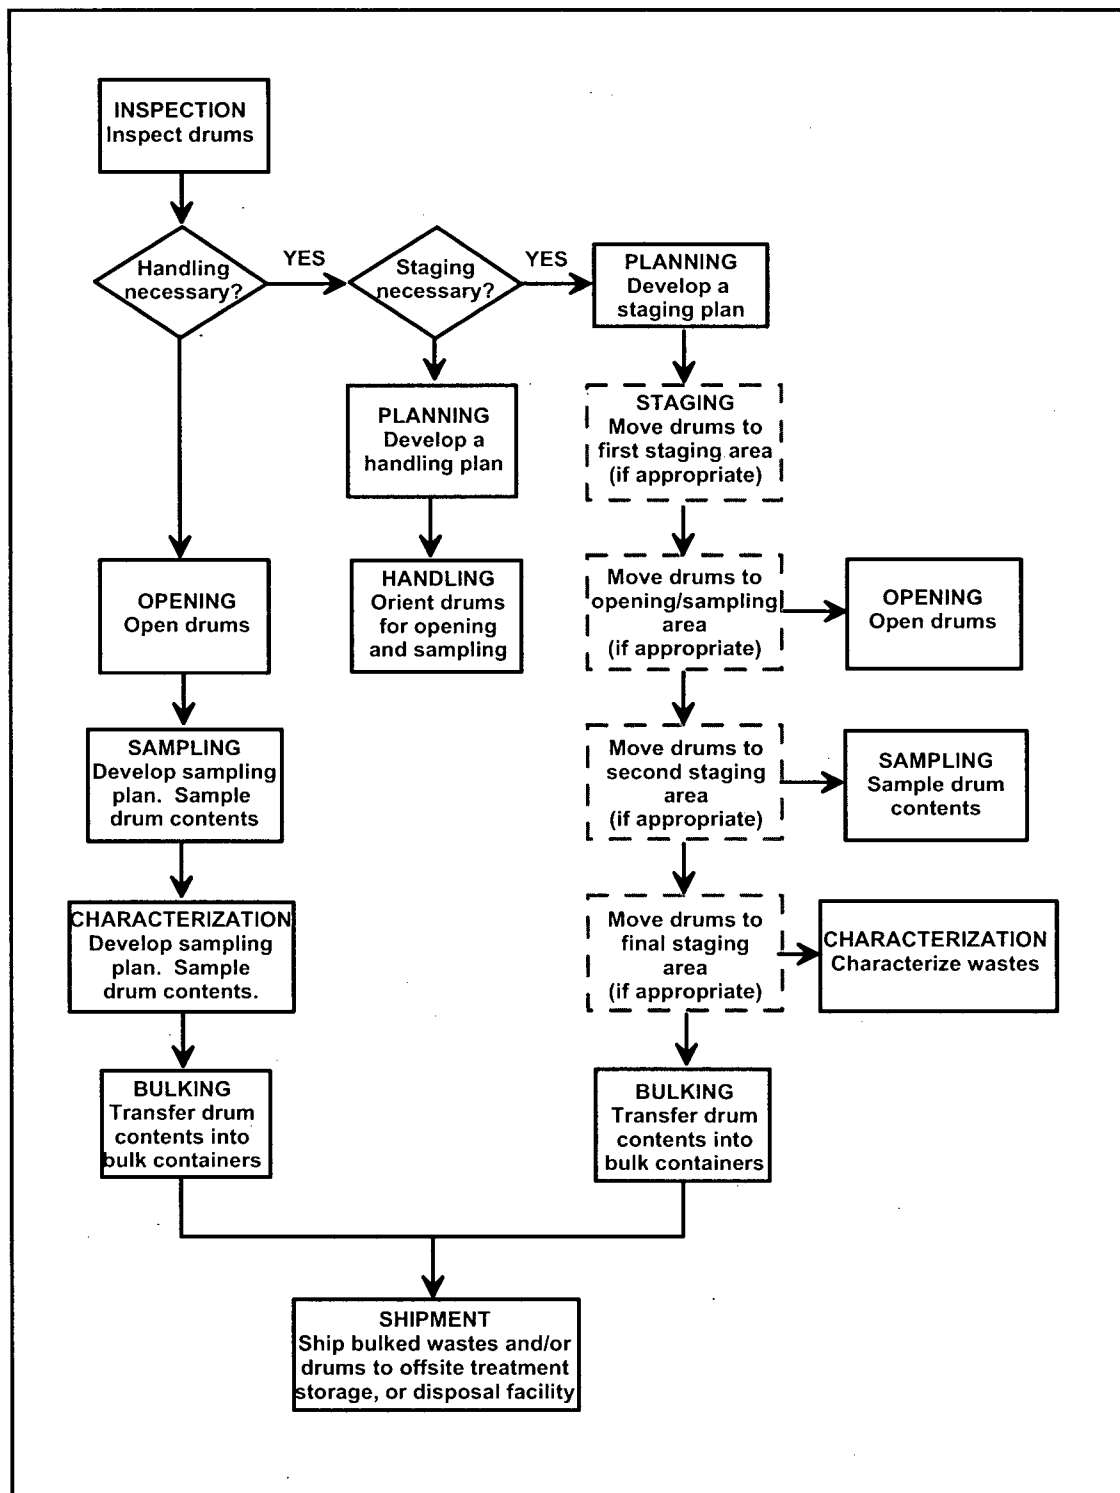 INSPECTION
Inspect drums
Handling
necessary?
YES
Staging
necessary?
YES
PLANNING
Develop a
staging plan
PLANNING
Develop a
handling plan
STAGING
Move drums to
first staging area
(if appropriate)
OPENING
Open drums
HANDLING
Orient drums
for opening
and sampling
Move drums to
opening/sampling
area
(if appropriate)
OPENING
Open drums
SAMPLING
Develop sampling
plan. Sample
drum contents
Move drums to
second staging
area
(if appropriate)
SAMPLING
Sample drum
contents
CHARACTERIZATION
Develop sampling
plan. Sample
drum contents.
Move drums to
final staging
area
(if appropriate)
CHARACTERIZATION
Characterize wastes
BULKING
Transfer drum
contents into
bulk containers
BULKING
Transfer drum
contents into
bulk containers
SHIPMENT
Ship bulked wastes and/or
drums to offsite treatment
storage, or disposal facility